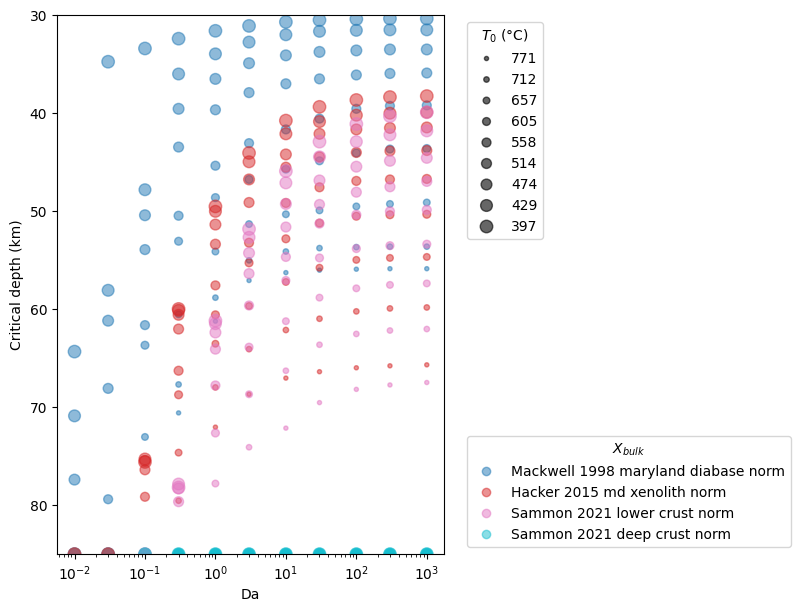 30
40
50
60
70
80
Critical depth (km)
10⁻²
10⁻¹
10⁰
10¹
10²
10³
Da
T₀ (°C)
771
712
657
605
558
514
474
429
397
X_bulk
Mackwell 1998 maryland diabase norm
Hacker 2015 md xenolith norm
Sammon 2021 lower crust norm
Sammon 2021 deep crust norm